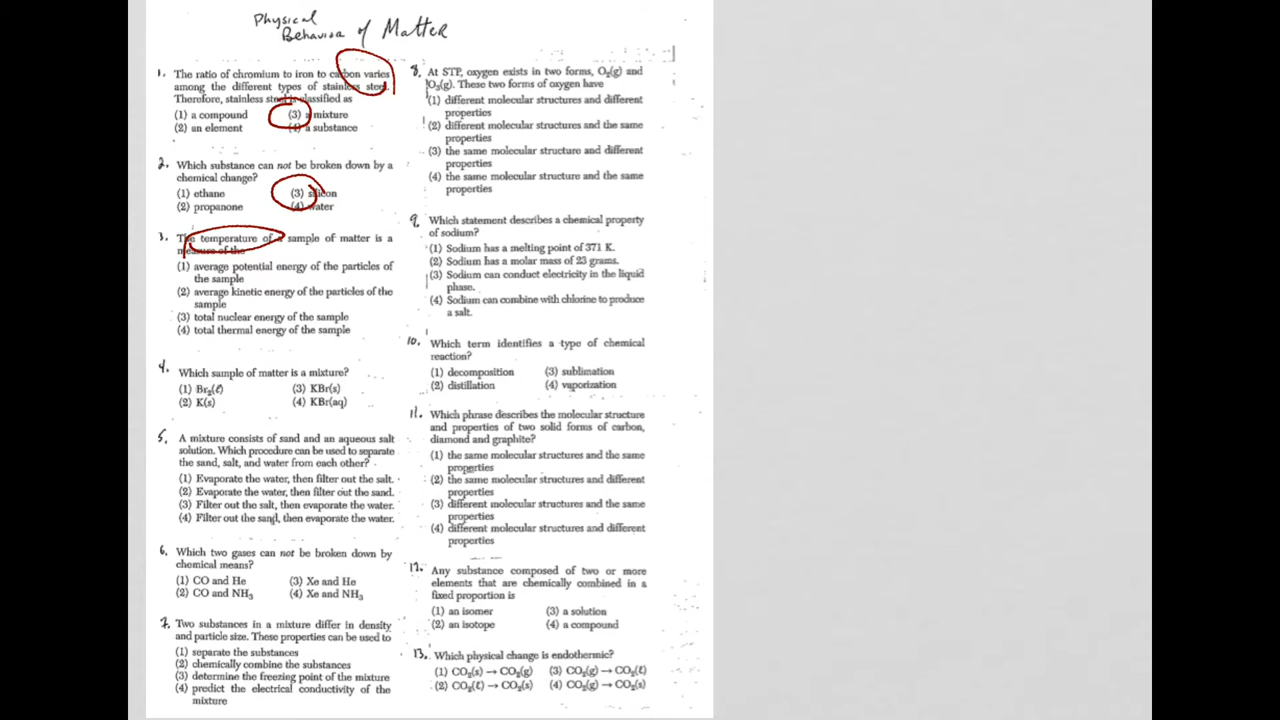 Physical
Behavior of Matter
1. The ratio of chromium to iron to carbon varies
among the different types of stainless steel.
Therefore, stainless steel is classified as
(1) a compound (3) a mixture
(2) an element (4) a substance
2. Which substance can not be broken down by a
chemical change?
(1) ethane (3) silicon
(2) propanone (4) water
3. The temperature of a sample of matter is a
measure of the
(1) average potential energy of the particles of
the sample
(2) average kinetic energy of the particles of the
sample
(3) total nuclear energy of the sample
(4) total thermal energy of the sample
4. Which sample of matter is a mixture?
(1) Br₂(ℓ) (3) KBr(s)
(2) K(s) (4) KBr(aq)
5. A mixture consists of sand and an aqueous salt
solution. Which procedure can be used to separate
the sand, salt, and water from each other?
(1) Evaporate the water, then filter out the salt.
(2) Evaporate the water, then filter out the sand.
(3) Filter out the salt, then evaporate the water.
(4) Filter out the sand, then evaporate the water.
6. Which two gases can not be broken down by
chemical means?
(1) CO and He (3) Xe and He
(2) CO and NH₃ (4) Xe and NH₃
7. Two substances in a mixture differ in density
and particle size. These properties can be used to
(1) separate the substances
(2) chemically combine the substances
(3) determine the freezing point of the mixture
(4) predict the electrical conductivity of the
mixture
8. At STP, oxygen exists in two forms, O₂(g) and
O₃(g). These two forms of oxygen have
(1) different molecular structures and different
properties
(2) different molecular structures and the same
properties
(3) the same molecular structure and different
properties
(4) the same molecular structure and the same
properties
9. Which statement describes a chemical property
of sodium?
(1) Sodium has a melting point of 371 K.
(2) Sodium has a molar mass of 23 grams.
(3) Sodium can conduct electricity in the liquid
phase.
(4) Sodium can combine with chlorine to produce
a salt.
10. Which term identifies a type of chemical
reaction?
(1) decomposition (3) sublimation
(2) distillation (4) vaporization
11. Which phrase describes the molecular structure
and properties of two solid forms of carbon,
diamond and graphite?
(1) the same molecular structures and the same
properties
(2) the same molecular structures and different
properties
(3) different molecular structures and the same
properties
(4) different molecular structures and different
properties
12. Any substance composed of two or more
elements that are chemically combined in a
fixed proportion is
(1) an isomer (3) a solution
(2) an isotope (4) a compound
13. Which physical change is endothermic?
(1) CO₂(s) → CO₂(g) (3) CO₂(g) → CO₂(ℓ)
(2) CO₂(ℓ) → CO₂(s) (4) CO₂(g) → CO₂(s)